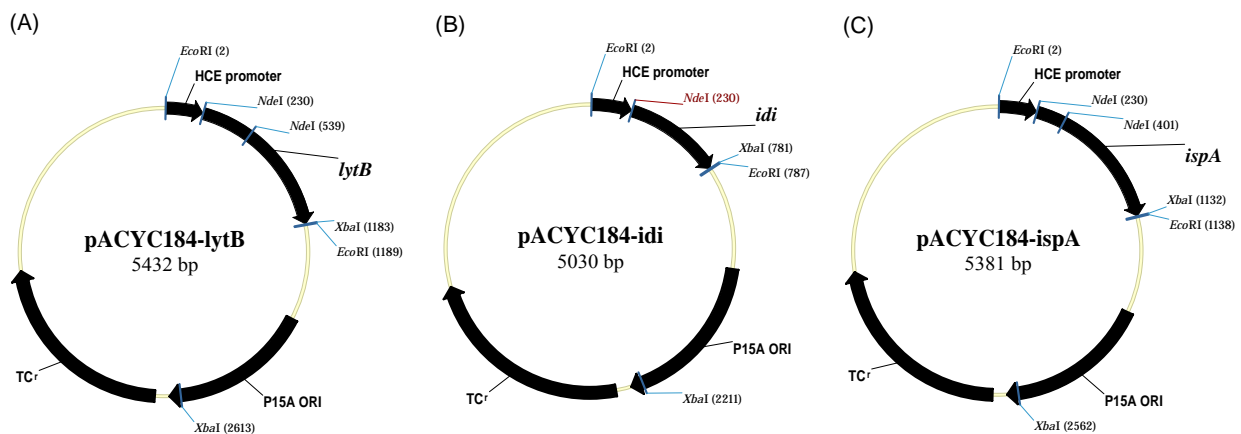 (A)
EcoRI (2)
HCE promoter
NdeI (230)
NdeI (539)
lytB
XbaI (1183)
EcoRI (1189)
pACYC184-lytB
5432 bp
TCr
P15A ORI
XbaI (2613)
(B)
EcoRI (2)
HCE promoter
NdeI (230)
idi
XbaI (781)
EcoRI (787)
pACYC184-idi
5030 bp
P15A ORI
TCr
XbaI (2211)
(C)
EcoRI (2)
HCE promoter
NdeI (230)
NdeI (401)
ispA
XbaI (1132)
EcoRI (1138)
pACYC184-ispA
5381 bp
TCr
P15A ORI
XbaI (2562)